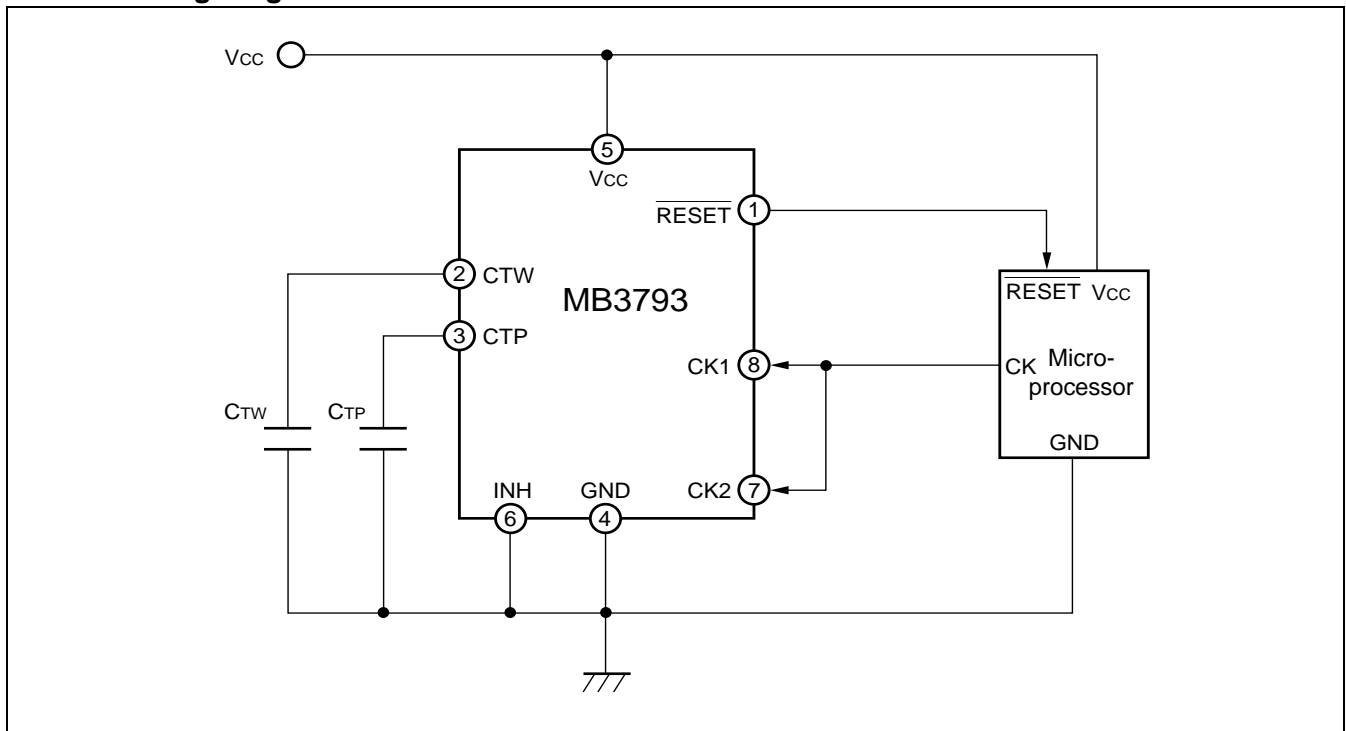 VCC
5
VCC
RESET
1
2
CTW
MB3793
3
CTP
RESET
VCC
CK1
8
CK
Micro-
processor
CTW
CTP
GND
CK2
7
INH
GND
6
4